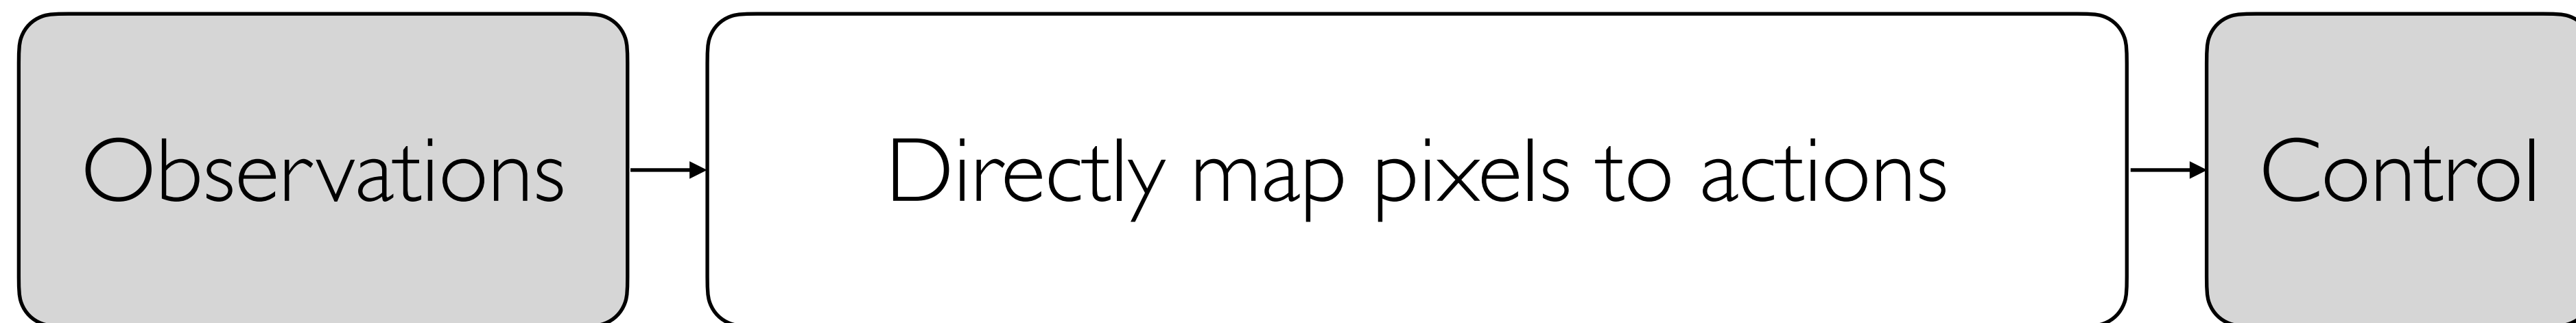 Observations
Directly map pixels to actions
Control